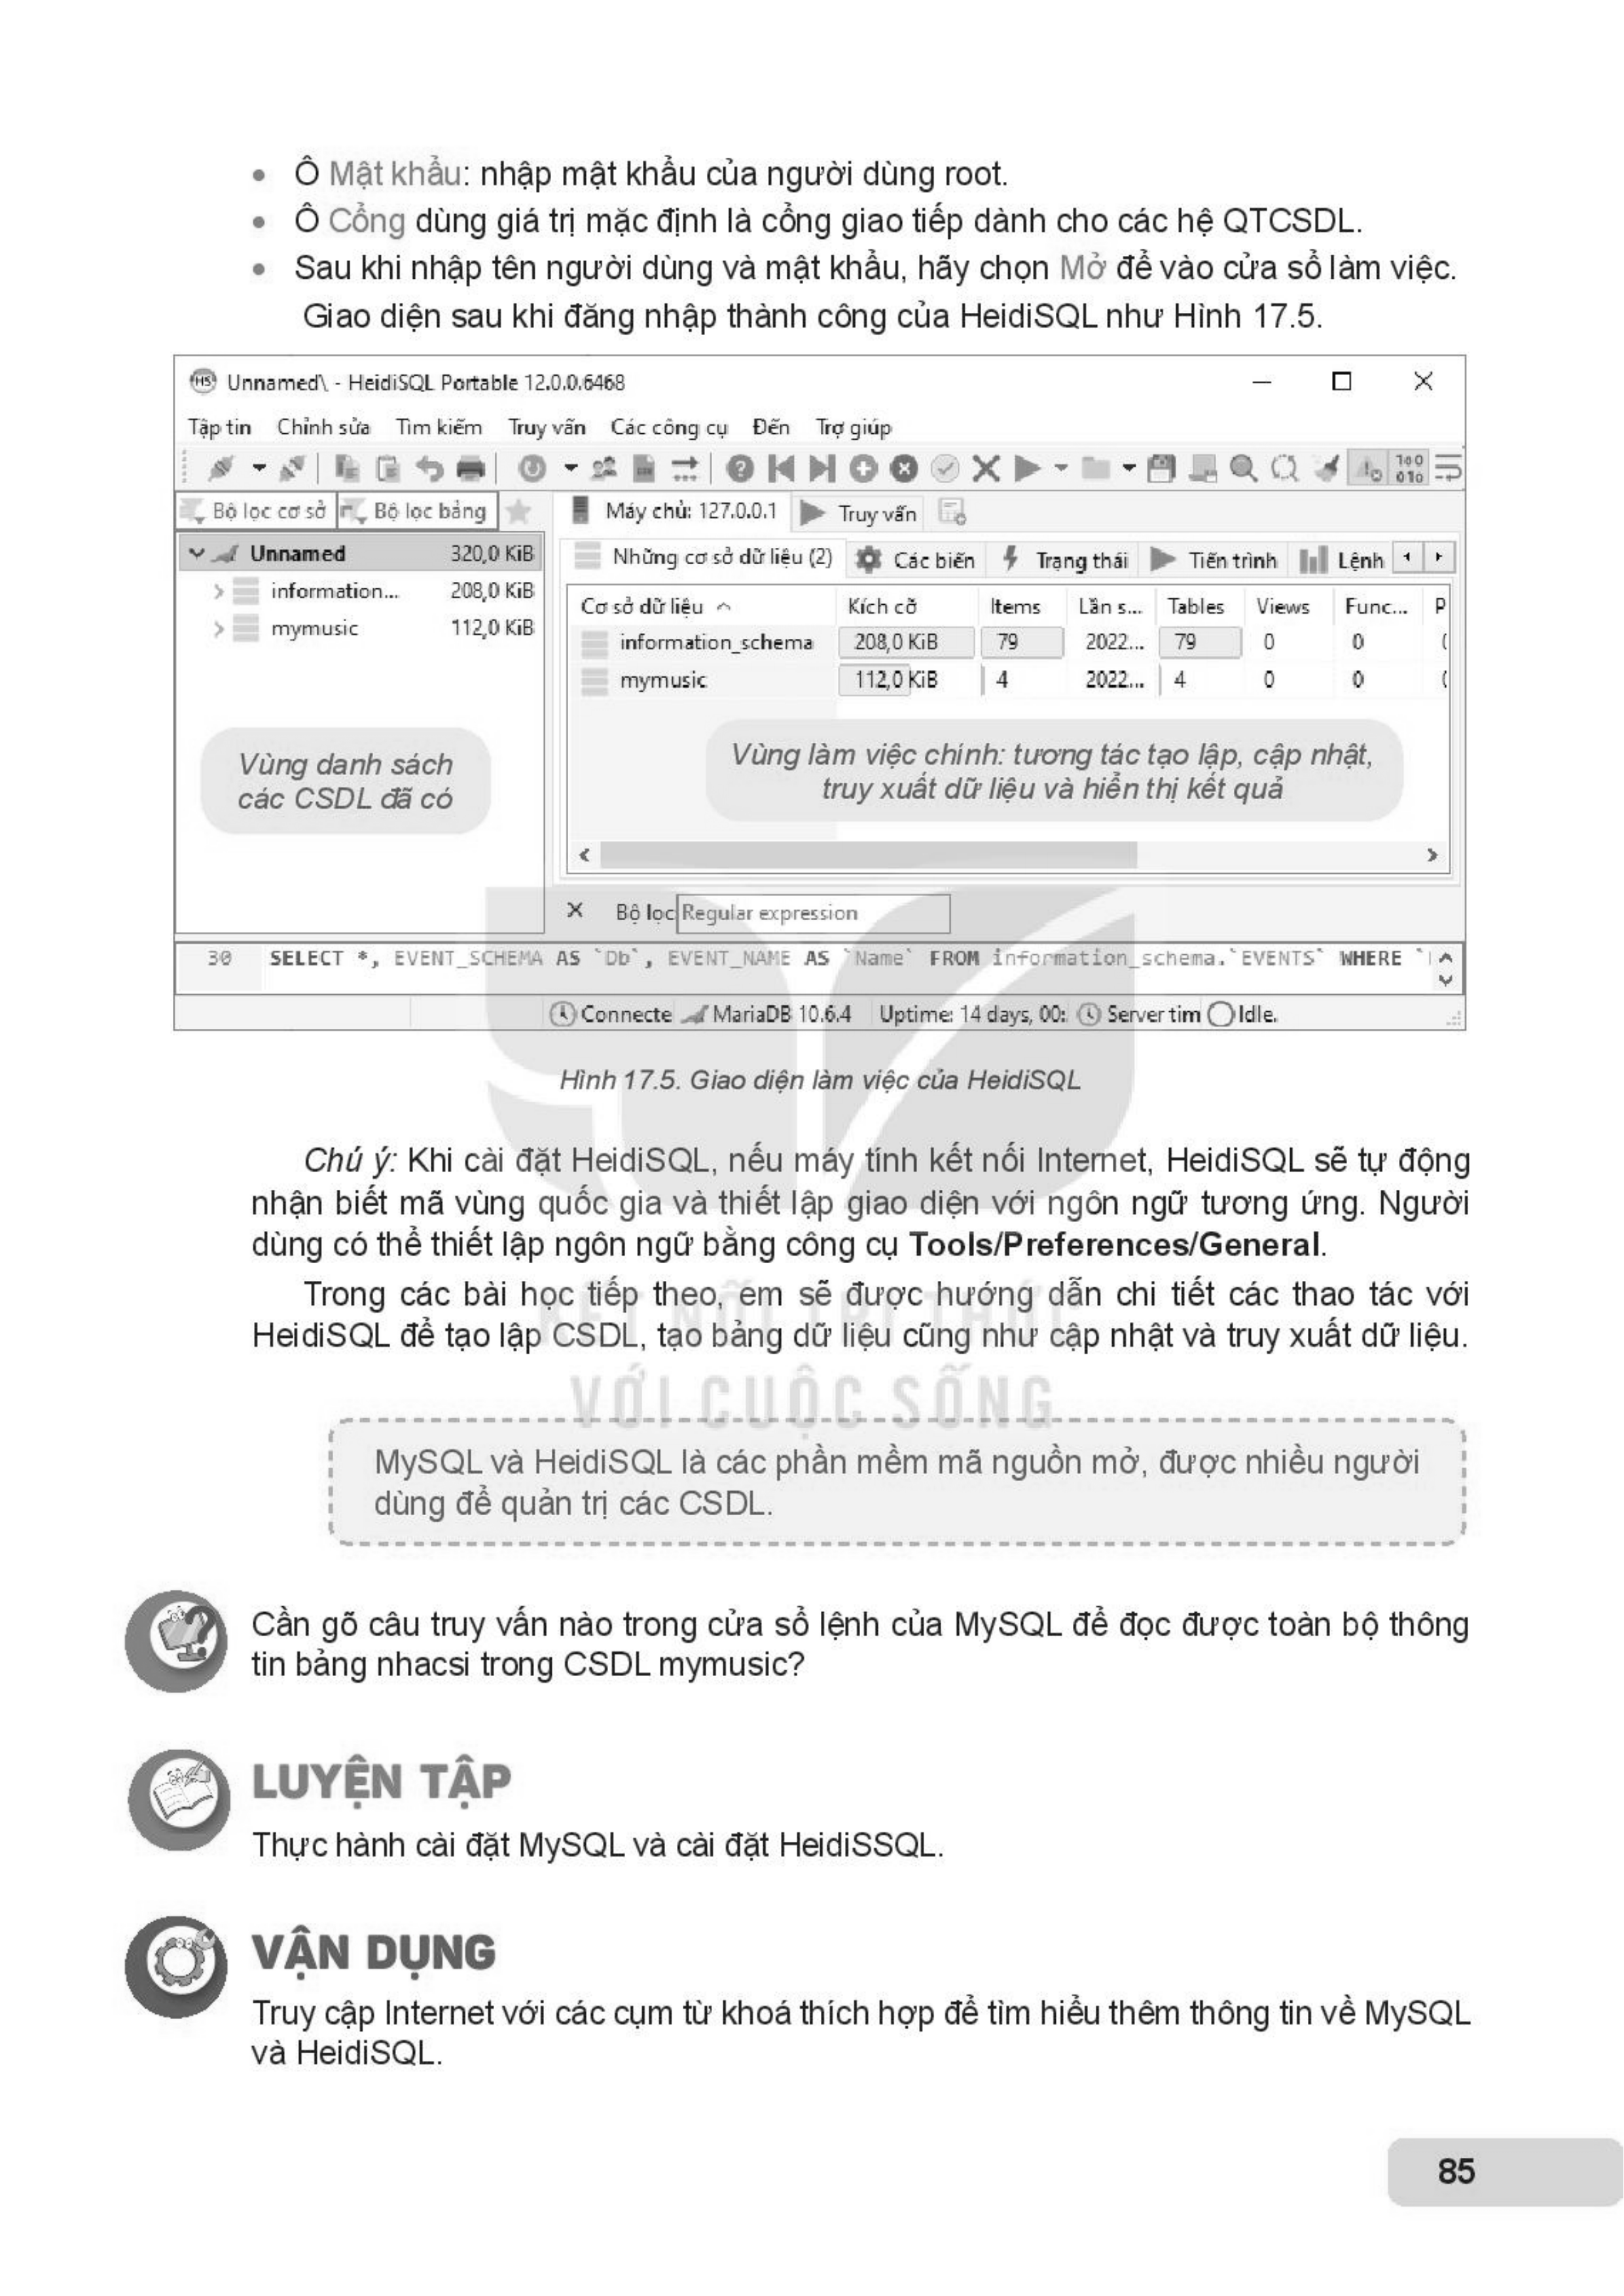 • Ô Mật khẩu: nhập mật khẩu của người dùng root.
• Ô Cổng dùng giá trị mặc định là cổng giao tiếp dành cho các hệ QTCSDL.
• Sau khi nhập tên người dùng và mật khẩu, hãy chọn Mở để vào cửa sổ làm việc.
Giao diện sau khi đăng nhập thành công của HeidiSQL như Hình 17.5.
Unnamed\ - HeidiSQL Portable 12.0.0.6468
Tập tin Chỉnh sửa Tìm kiếm Truy vấn Các công cụ Đến Trợ giúp
Bộ lọc cơ sở Bộ lọc bảng Máy chủ: 127.0.0.1 Truy vấn
Unnamed 320,0 KiB Những cơ sở dữ liệu (2) Các biến Trạng thái Tiến trình Lệnh
information... 208,0 KiB
mymusic 112,0 KiB
Cơ sở dữ liệu Kích cỡ Items Lần s... Tables Views Func... P
information_schema 208,0 KiB 79 2022... 79 0 0
mymusic 112,0 KiB 4 2022... 4 0 0
Vùng danh sách
các CSDL đã có
Vùng làm việc chính: tương tác tạo lập, cập nhật,
truy xuất dữ liệu và hiển thị kết quả
Bộ lọc Regular expression
30 SELECT *, EVENT_SCHEMA AS `Db`, EVENT_NAME AS `Name` FROM information_schema.`EVENTS` WHERE `
Connecte MariaDB 10.6.4 Uptime: 14 days, 00: Server tim Idle.
Hình 17.5. Giao diện làm việc của HeidiSQL
Chú ý: Khi cài đặt HeidiSQL, nếu máy tính kết nối Internet, HeidiSQL sẽ tự động
nhận biết mã vùng quốc gia và thiết lập giao diện với ngôn ngữ tương ứng. Người
dùng có thể thiết lập ngôn ngữ bằng công cụ Tools/Preferences/General.
Trong các bài học tiếp theo, em sẽ được hướng dẫn chi tiết các thao tác với
HeidiSQL để tạo lập CSDL, tạo bảng dữ liệu cũng như cập nhật và truy xuất dữ liệu.
KẾT NỐI TRI THỨC
VỚI CUỘC SỐNG
MySQL và HeidiSQL là các phần mềm mã nguồn mở, được nhiều người
dùng để quản trị các CSDL.
Cần gõ câu truy vấn nào trong cửa sổ lệnh của MySQL để đọc được toàn bộ thông
tin bảng nhacsi trong CSDL mymusic?
LUYỆN TẬP
Thực hành cài đặt MySQL và cài đặt HeidiSSQL.
VẬN DỤNG
Truy cập Internet với các cụm từ khoá thích hợp để tìm hiểu thêm thông tin về MySQL
và HeidiSQL.
85